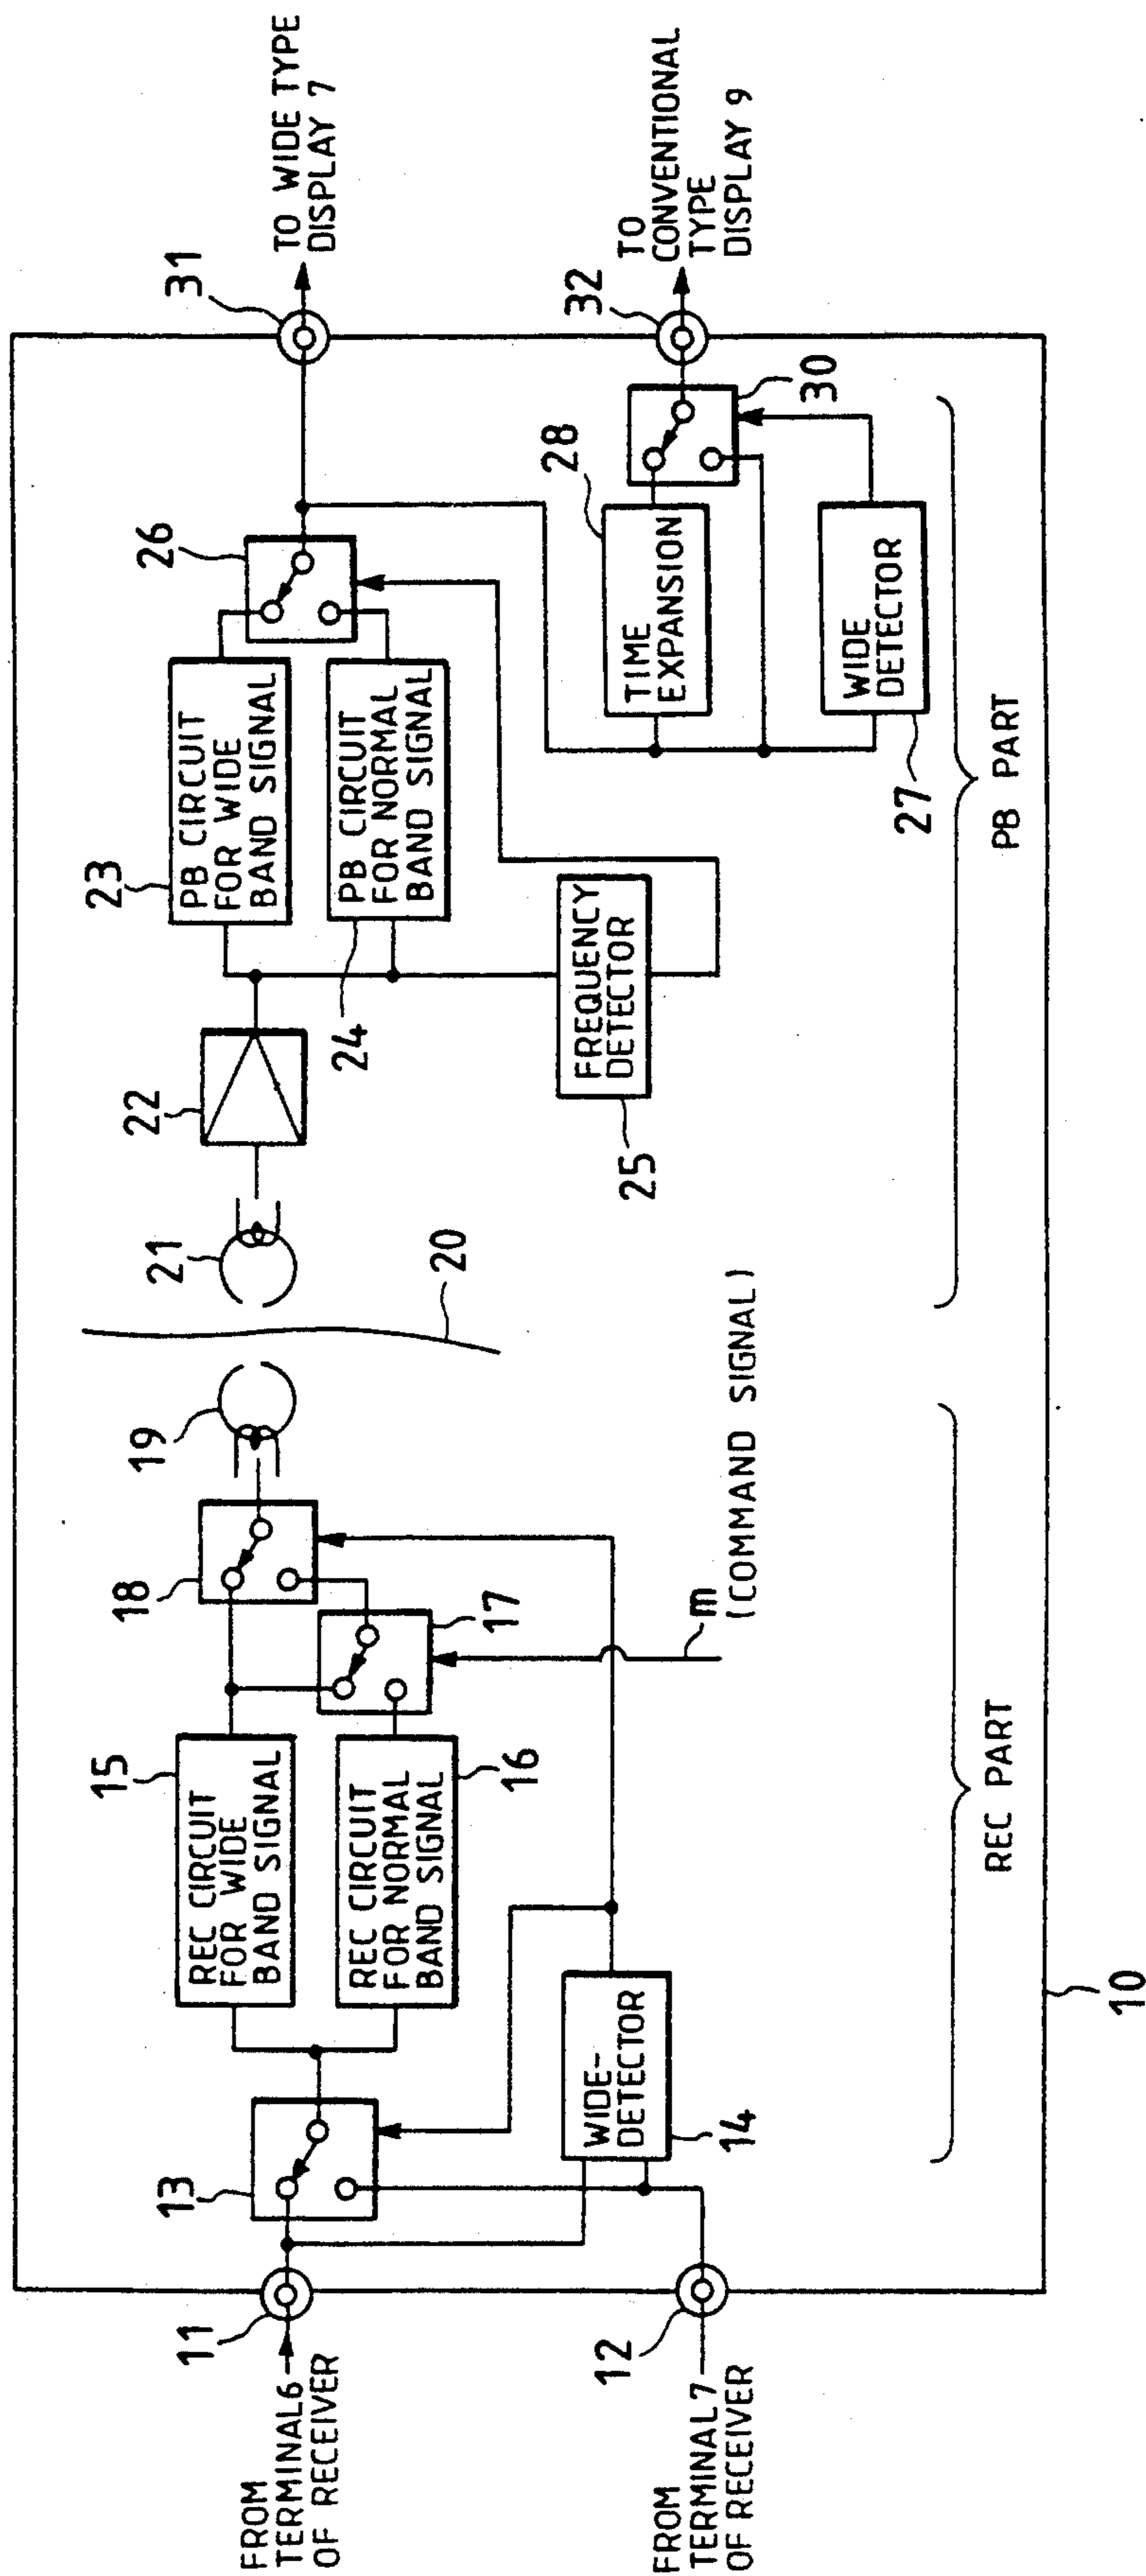 FROM
TERMINAL 6
OF RECEIVER
11
FROM
TERMINAL 7
OF RECEIVER
12
13
WIDE-
DETECTOR
14
REC CIRCUIT
FOR WIDE
BAND SIGNAL
15
REC CIRCUIT
FOR NORMAL
BAND SIGNAL
16
17
18
m
(COMMAND SIGNAL)
19
20
21
22
PB CIRCUIT
FOR WIDE
BAND SIGNAL
23
PB CIRCUIT
FOR NORMAL
BAND SIGNAL
24
FREQUENCY
DETECTOR
25
26
TIME
EXPANSION
28
WIDE
DETECTOR
27
30
31
TO WIDE TYPE
DISPLAY 7
32
TO
CONVENTIONAL
TYPE
DISPLAY 9
REC PART
PB PART
10